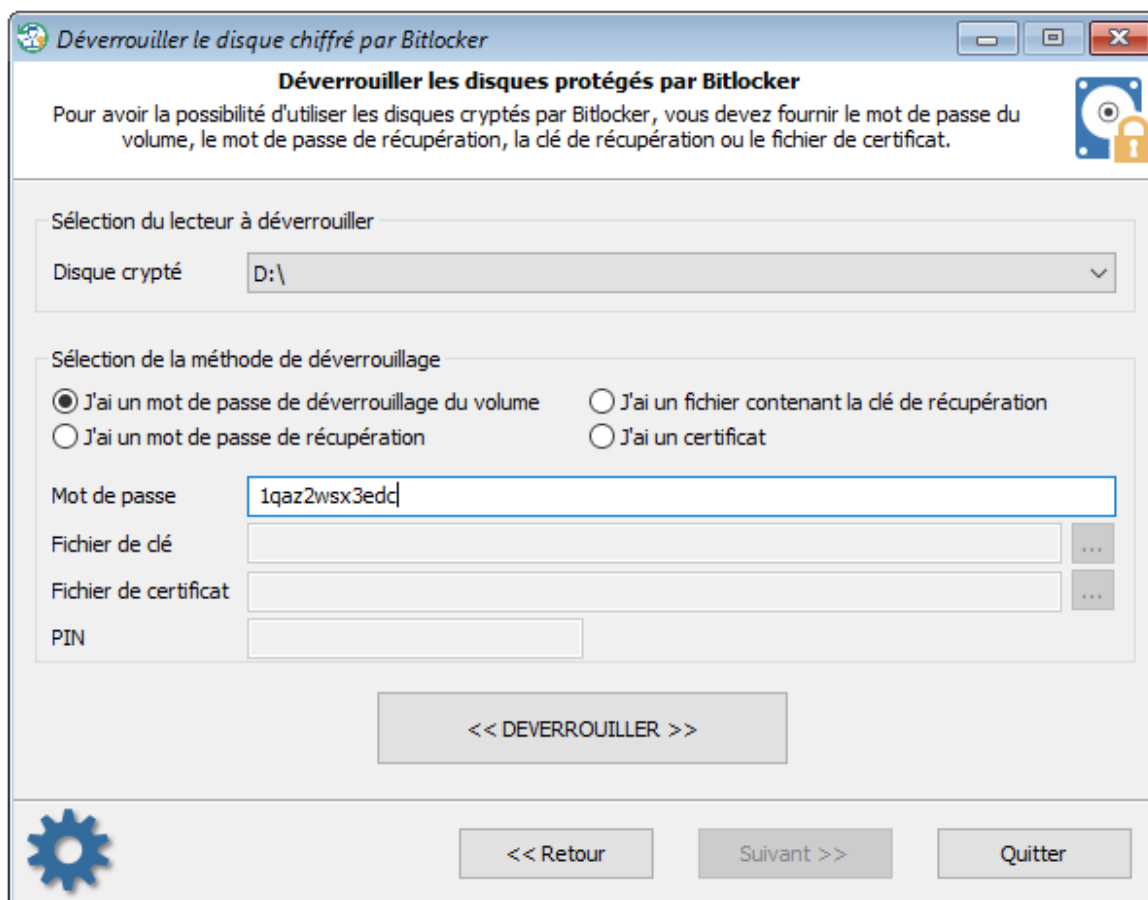 Déverrouiller le disque chiffré par Bitlocker
Déverrouiller les disques protégés par Bitlocker
Pour avoir la possibilité d'utiliser les disques cryptés par Bitlocker, vous devez fournir le mot de passe du
volume, le mot de passe de récupération, la clé de récupération ou le fichier de certificat.
Sélection du lecteur à déverrouiller
Disque crypté D:\
Sélection de la méthode de déverrouillage
J'ai un mot de passe de déverrouillage du volume J'ai un fichier contenant la clé de récupération
J'ai un mot de passe de récupération J'ai un certificat
Mot de passe 1qaz2wsx3edc
Fichier de clé ...
Fichier de certificat ...
PIN
<< DEVERROUILLER >>
<< Retour Suivant >> Quitter